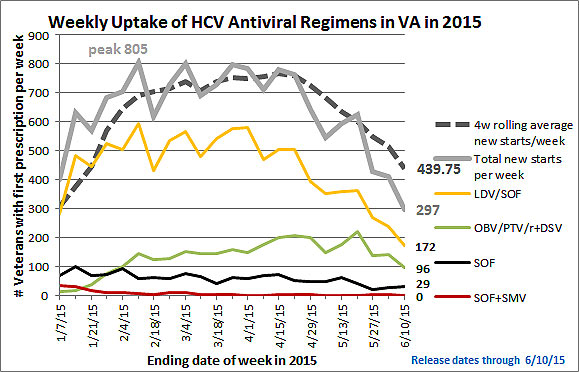 Weekly Uptake of HCV Antiviral Regimens in VA in 2015
# Veterans with first prescription per week
900
800
700
600
500
400
300
200
100
0
peak 805
439.75
297
172
96
29
0
4w rolling average
new starts/week
Total new starts
per week
LDV/SOF
OBV/PTV/r+DSV
SOF
SOF+SMV
1/7/15
1/21/15
2/4/15
2/18/15
3/4/15
3/18/15
4/1/15
4/15/15
4/29/15
5/13/15
5/27/15
6/10/15
Ending date of week in 2015
Release dates through 6/10/15